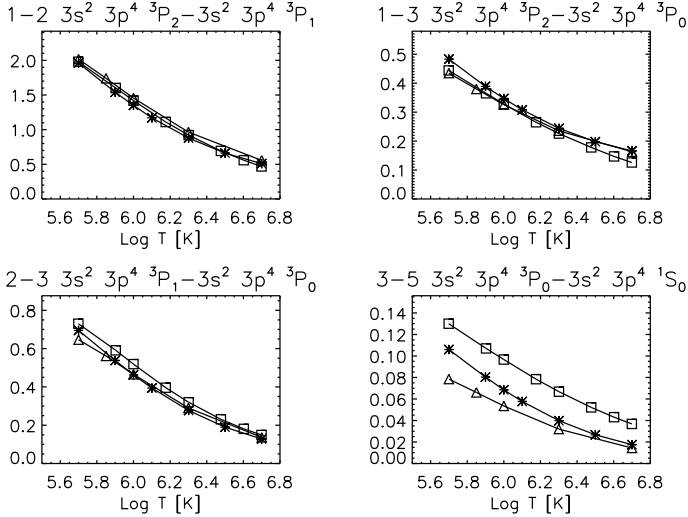 1−2 3s² 3p⁴ ³P₂−3s² 3p⁴ ³P₁
2.0
1.5
1.0
0.5
0.0
5.6 5.8 6.0 6.2 6.4 6.6 6.8
Log T [K]
1−3 3s² 3p⁴ ³P₂−3s² 3p⁴ ³P₀
0.5
0.4
0.3
0.2
0.1
0.0
5.6 5.8 6.0 6.2 6.4 6.6 6.8
Log T [K]
2−3 3s² 3p⁴ ³P₁−3s² 3p⁴ ³P₀
0.8
0.6
0.4
0.2
0.0
5.6 5.8 6.0 6.2 6.4 6.6 6.8
Log T [K]
3−5 3s² 3p⁴ ³P₀−3s² 3p⁴ ¹S₀
0.14
0.12
0.10
0.08
0.06
0.04
0.02
0.00
5.6 5.8 6.0 6.2 6.4 6.6 6.8
Log T [K]